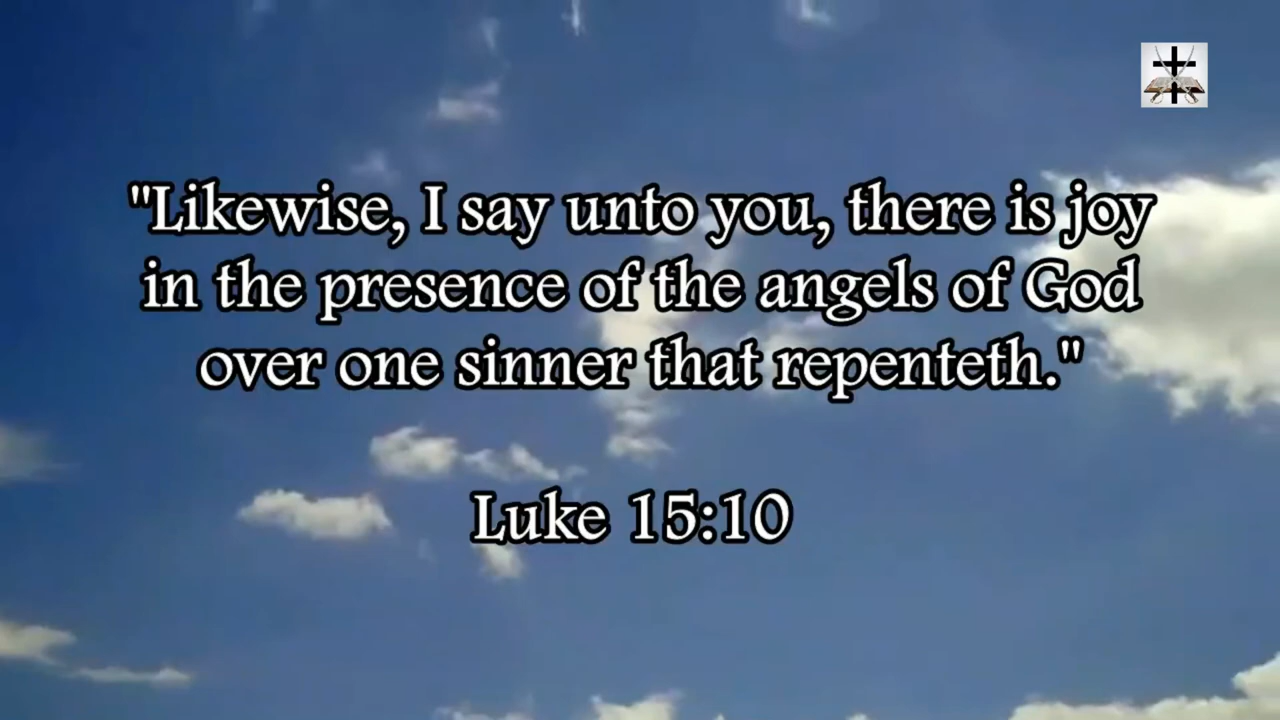 "Likewise, I say unto you, there is joy
in the presence of the angels of God
over one sinner that repenteth."
Luke 15:10